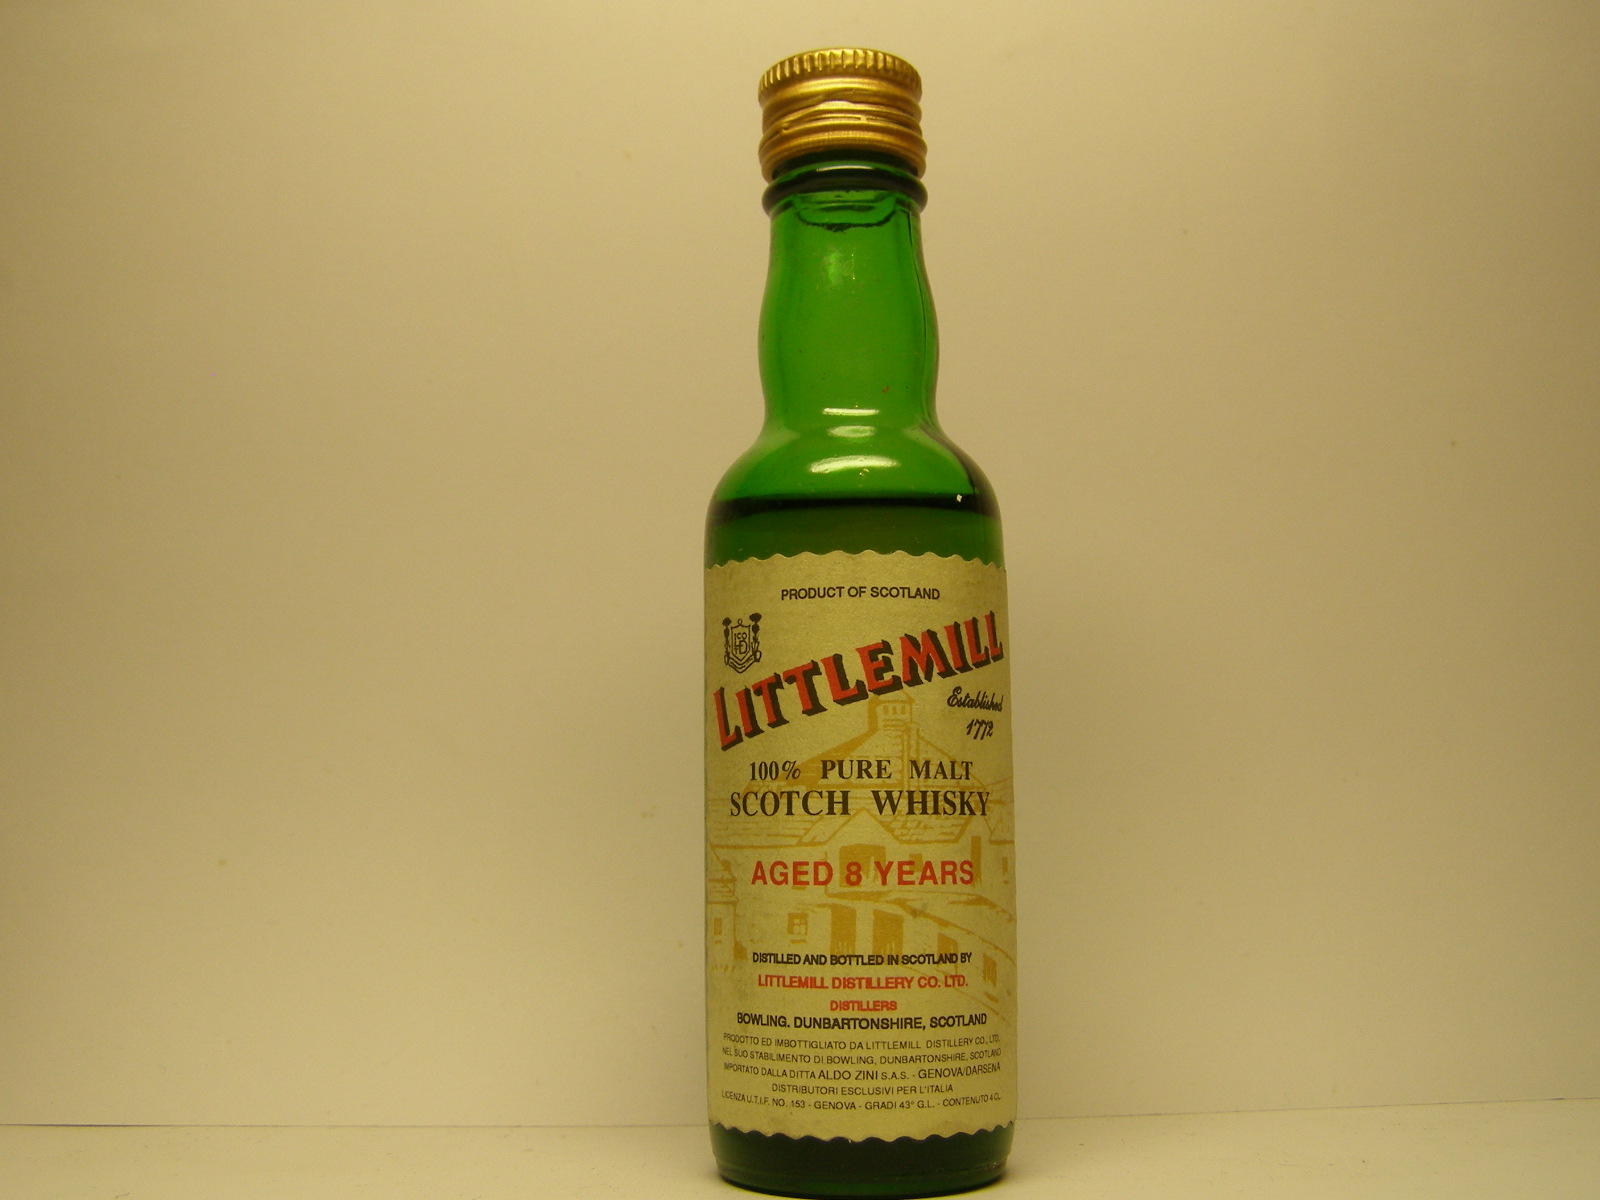 PRODUCT OF SCOTLAND
LITTLEMILL
Established
1772
100% PURE MALT
SCOTCH WHISKY
AGED 8 YEARS
DISTILLED AND BOTTLED IN SCOTLAND BY
LITTLEMILL DISTILLERY CO. LTD.
DISTILLERS
BOWLING. DUNBARTONSHIRE, SCOTLAND
PRODOTTO ED IMBOTTIGLIATO DA LITTLEMILL DISTILLERY CO., LTD.
NEL SUO STABILIMENTO DI BOWLING, DUNBARTONSHIRE, SCOTLAND
IMPORTATO DALLA DITTA ALDO ZINI S.A.S. - GENOVA/DARSENA
DISTRIBUTORI ESCLUSIVI PER L'ITALIA
LICENZA U.T.I.F. NO. 153 - GENOVA - GRADI 43° G.L. - CONTENUTO 4 CL.